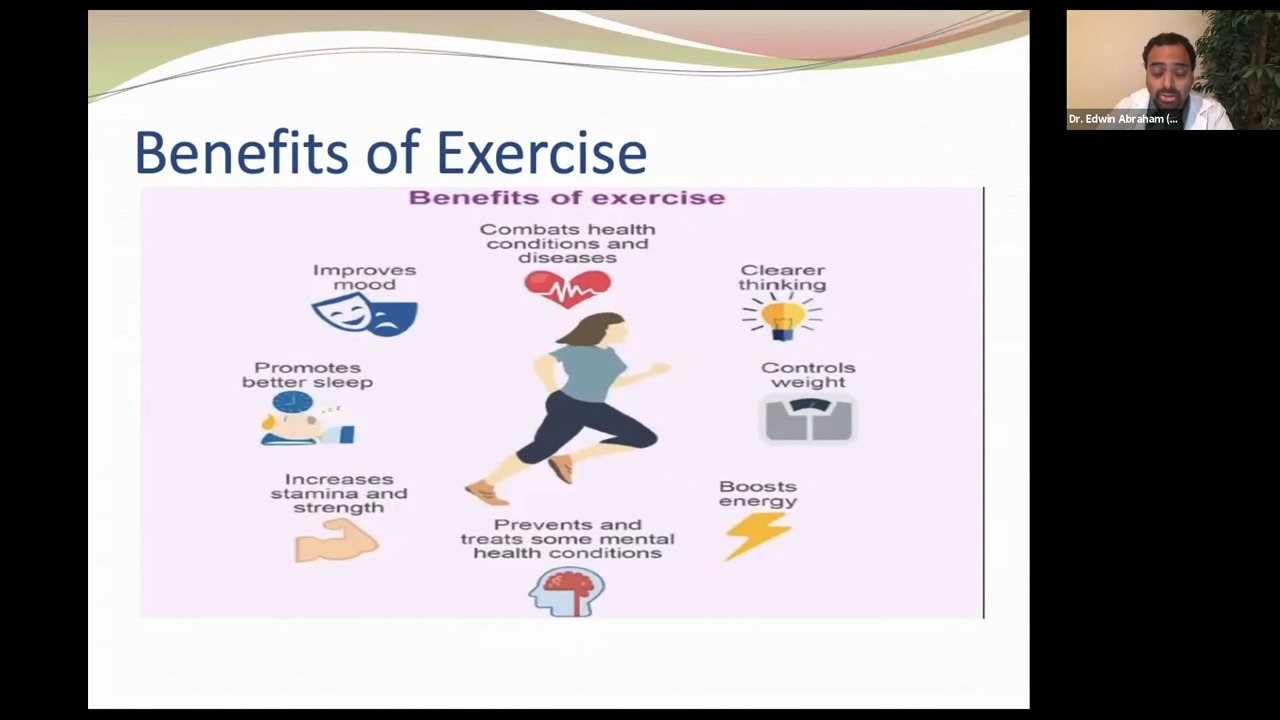 Benefits of Exercise
Benefits of exercise
Combats health
conditions and
diseases
Improves
mood
Clearer
thinking
Promotes
better sleep
Controls
weight
Increases
stamina and
strength
Boosts
energy
Prevents and
treats some mental
health conditions
Dr. Edwin Abraham (...